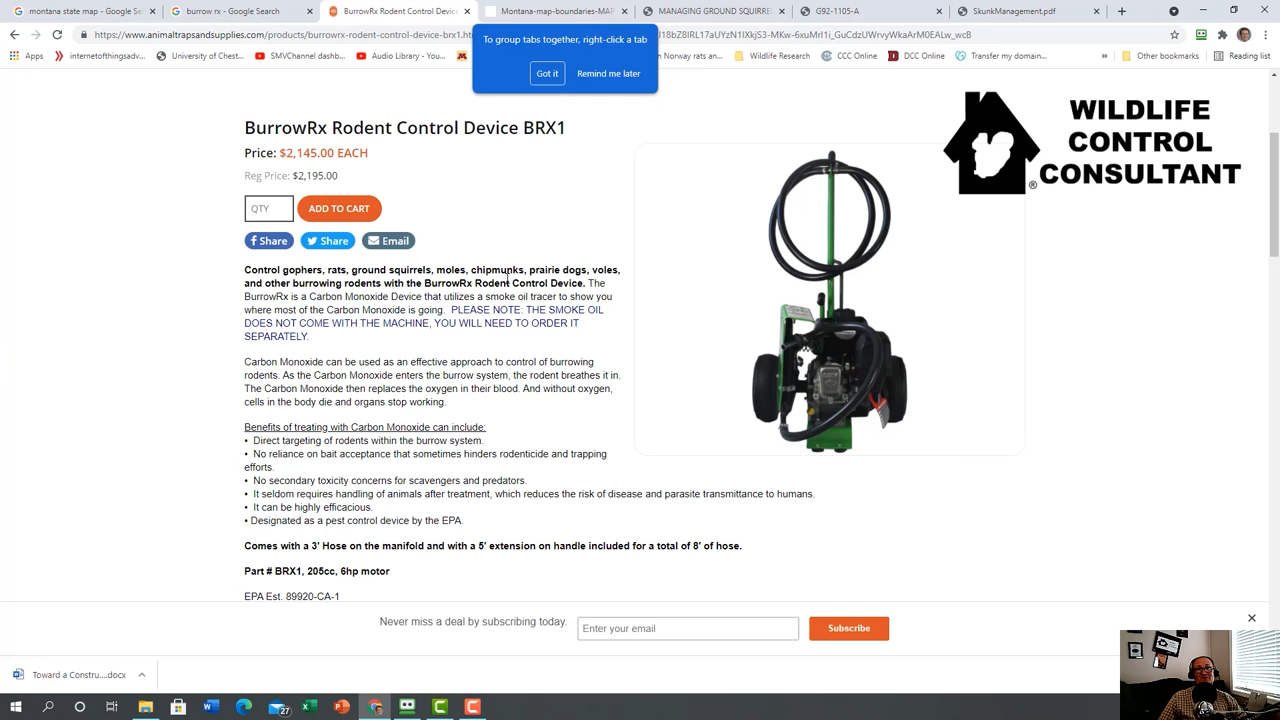 montana state map - Google Se
burrow rx - Google Search
BurrowRx Rodent Control Device
Montana-map-boundaries-MAP
MANAGING GROUND SQUIRREL
G92-1105-A
SkunkManagement.pdf
https://www.animaltrapsandsupplies.com/products/burrowrx-rodent-control-device-brx1.ht
Apps
internetofthingsadv...
University of Chest...
SMVChannel dashb...
Audio Library - You...
n Norway rats an...
Wildlife Research
CCC Online
DCC Online
Transfer my domain...
Other bookmarks
Reading list
To group tabs together, right-click a tab
Got it
Remind me later
WILDLIFE
CONTROL
CONSULTANT
®
BurrowRx Rodent Control Device BRX1
Price: $2,145.00 EACH
Reg Price: $2,195.00
QTY
ADD TO CART
Share
Share
Email
Control gophers, rats, ground squirrels, moles, chipmunks, prairie dogs, voles,
and other burrowing rodents with the BurrowRx Rodent Control Device. The
BurrowRx is a Carbon Monoxide Device that utilizes a smoke oil tracer to show you
where most of the Carbon Monoxide is going. PLEASE NOTE: THE SMOKE OIL
DOES NOT COME WITH THE MACHINE, YOU WILL NEED TO ORDER IT
SEPARATELY.
Carbon Monoxide can be used as an effective approach to control of burrowing
rodents. As the Carbon Monoxide enters the burrow system, the rodent breathes it in.
The Carbon Monoxide then replaces the oxygen in their blood. And without oxygen,
cells in the body die and organs stop working.
Benefits of treating with Carbon Monoxide can include:
• Direct targeting of rodents within the burrow system.
• No reliance on bait acceptance that sometimes hinders rodenticide and trapping
efforts.
• No secondary toxicity concerns for scavengers and predators.
• It seldom requires handling of animals after treatment, which reduces the risk of disease and parasite transmittance to humans.
• It can be highly efficacious.
• Designated as a pest control device by the EPA.
Comes with a 3' Hose on the manifold and with a 5' extension on handle included for a total of 8' of hose.
Part # BRX1, 205cc, 6hp motor
EPA Est. 89920-CA-1
Never miss a deal by subscribing today.
Enter your email
Subscribe
Toward a Constru....docx
27